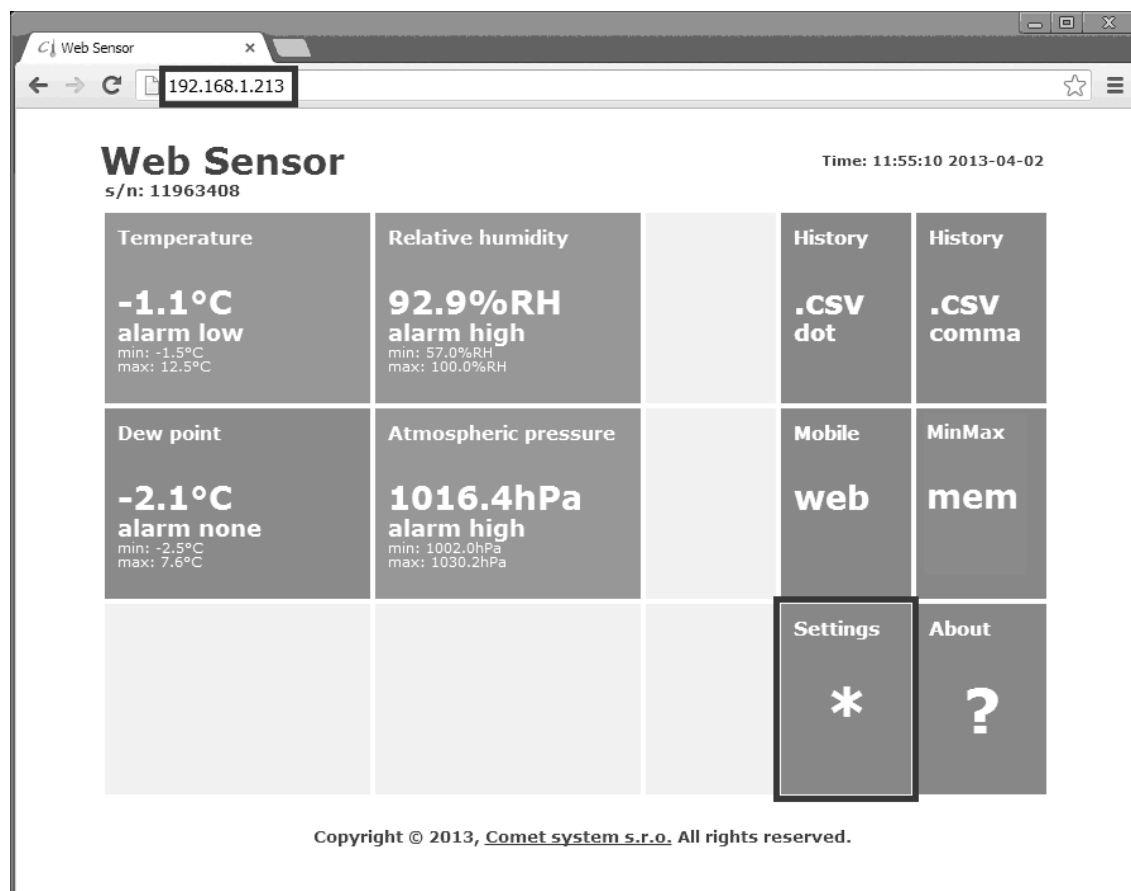 Web Sensor
192.168.1.213
Web Sensor
s/n: 11963408
Time: 11:55:10 2013-04-02
Temperature
-1.1°C
alarm low
min: -1.5°C
max: 12.5°C
Relative humidity
92.9%RH
alarm high
min: 57.0%RH
max: 100.0%RH
History
.csv
dot
History
.csv
comma
Dew point
-2.1°C
alarm none
min: -2.5°C
max: 7.6°C
Atmospheric pressure
1016.4hPa
alarm high
min: 1002.0hPa
max: 1030.2hPa
Mobile
web
MinMax
mem
Settings
*
About
?
Copyright © 2013, Comet system s.r.o. All rights reserved.